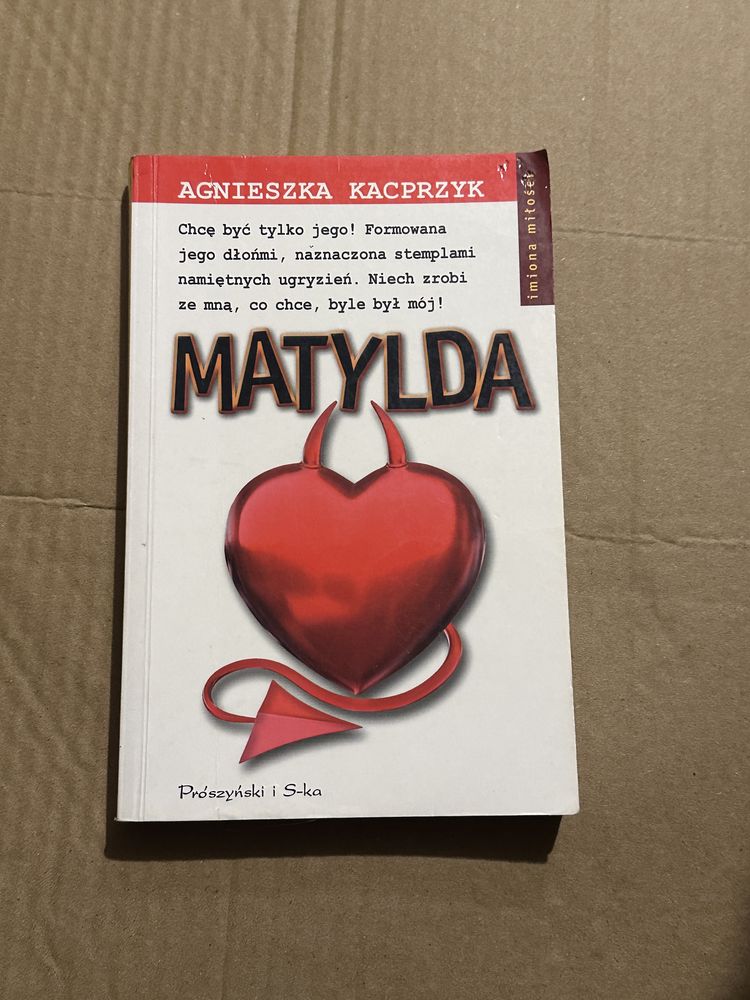 AGNIESZKA KACPRZYK
imiona miłości
Chcę być tylko jego! Formowana
jego dłońmi, naznaczona stemplami
namiętnych ugryzień. Niech zrobi
ze mną, co chce, byle był mój!
MATYLDA
Prószyński i S-ka